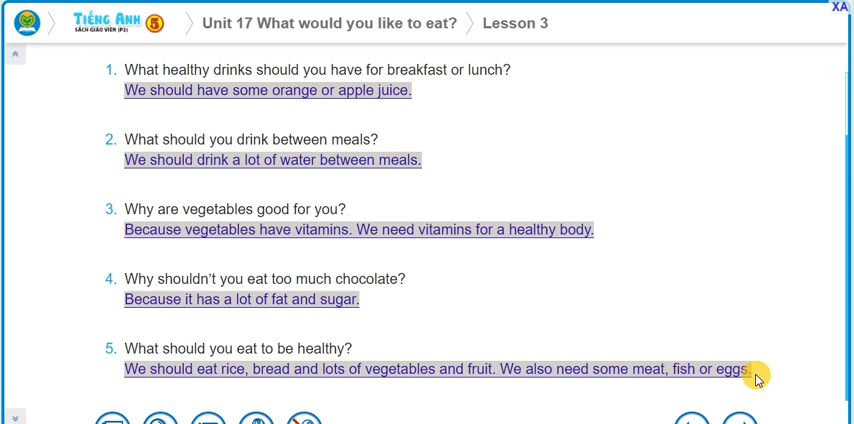 XA
TIẾNG ANH 5
SÁCH GIÁO VIÊN (P2)
Unit 17 What would you like to eat? Lesson 3
1. What healthy drinks should you have for breakfast or lunch?
We should have some orange or apple juice.
2. What should you drink between meals?
We should drink a lot of water between meals.
3. Why are vegetables good for you?
Because vegetables have vitamins. We need vitamins for a healthy body.
4. Why shouldn't you eat too much chocolate?
Because it has a lot of fat and sugar.
5. What should you eat to be healthy?
We should eat rice, bread and lots of vegetables and fruit. We also need some meat, fish or eggs.